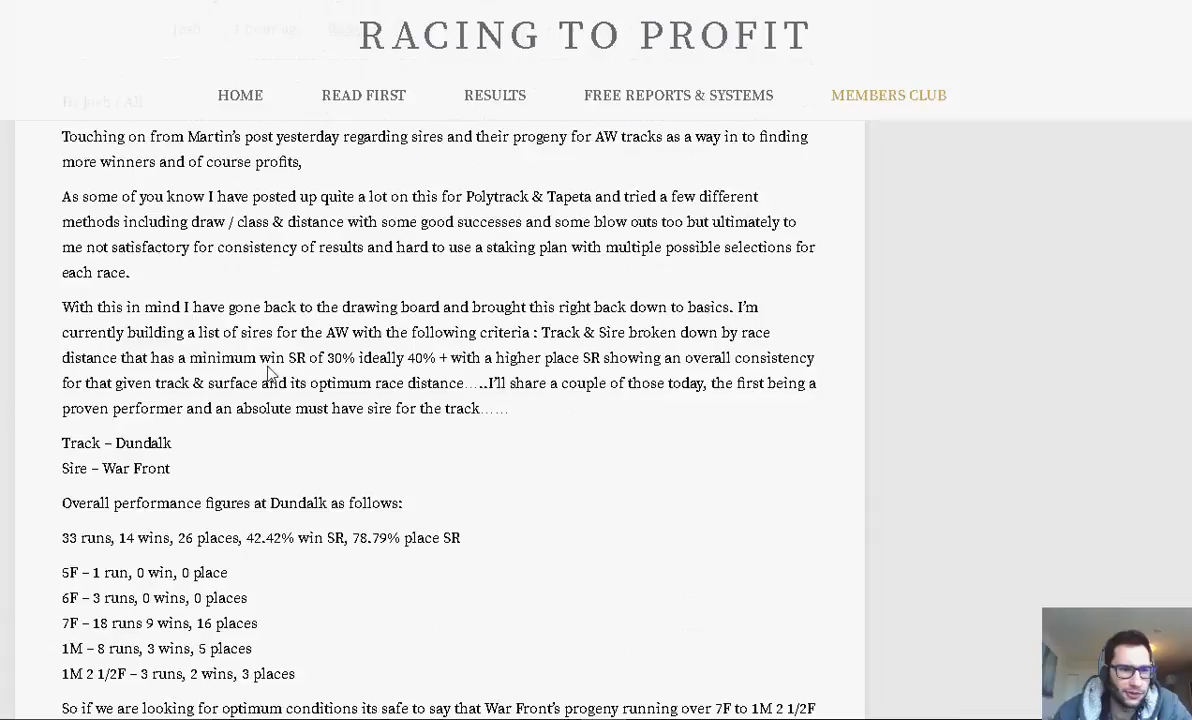 RACING TO PROFIT
HOME READ FIRST RESULTS FREE REPORTS & SYSTEMS MEMBERS CLUB
Hi Josh / All
Touching on from Martin's post yesterday regarding sires and their progeny for AW tracks as a way in to finding
more winners and of course profits,
As some of you know I have posted up quite a lot on this for Polytrack & Tapeta and tried a few different
methods including draw / class & distance with some good successes and some blow outs too but ultimately to
me not satisfactory for consistency of results and hard to use a staking plan with multiple possible selections for
each race.
With this in mind I have gone back to the drawing board and brought this right back down to basics. I'm
currently building a list of sires for the AW with the following criteria : Track & Sire broken down by race
distance that has a minimum win SR of 30% ideally 40% + with a higher place SR showing an overall consistency
for that given track & surface and its optimum race distance…..I'll share a couple of those today, the first being a
proven performer and an absolute must have sire for the track……
Track – Dundalk
Sire – War Front
Overall performance figures at Dundalk as follows:
33 runs, 14 wins, 26 places, 42.42% win SR, 78.79% place SR
5F – 1 run, 0 win, 0 place
6F – 3 runs, 0 wins, 0 places
7F – 18 runs 9 wins, 16 places
1M – 8 runs, 3 wins, 5 places
1M 2 1/2F – 3 runs, 2 wins, 3 places
So if we are looking for optimum conditions its safe to say that War Front's progeny running over 7F to 1M 2 1/2F